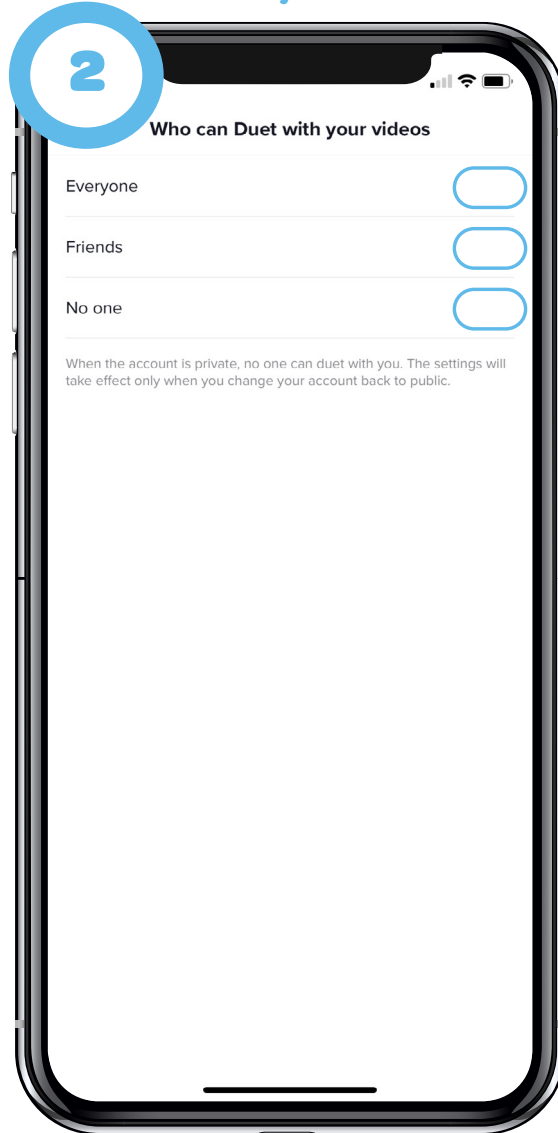 2
Who can Duet with your videos
Everyone
Friends
No one
When the account is private, no one can duet with you. The settings will
take effect only when you change your account back to public.